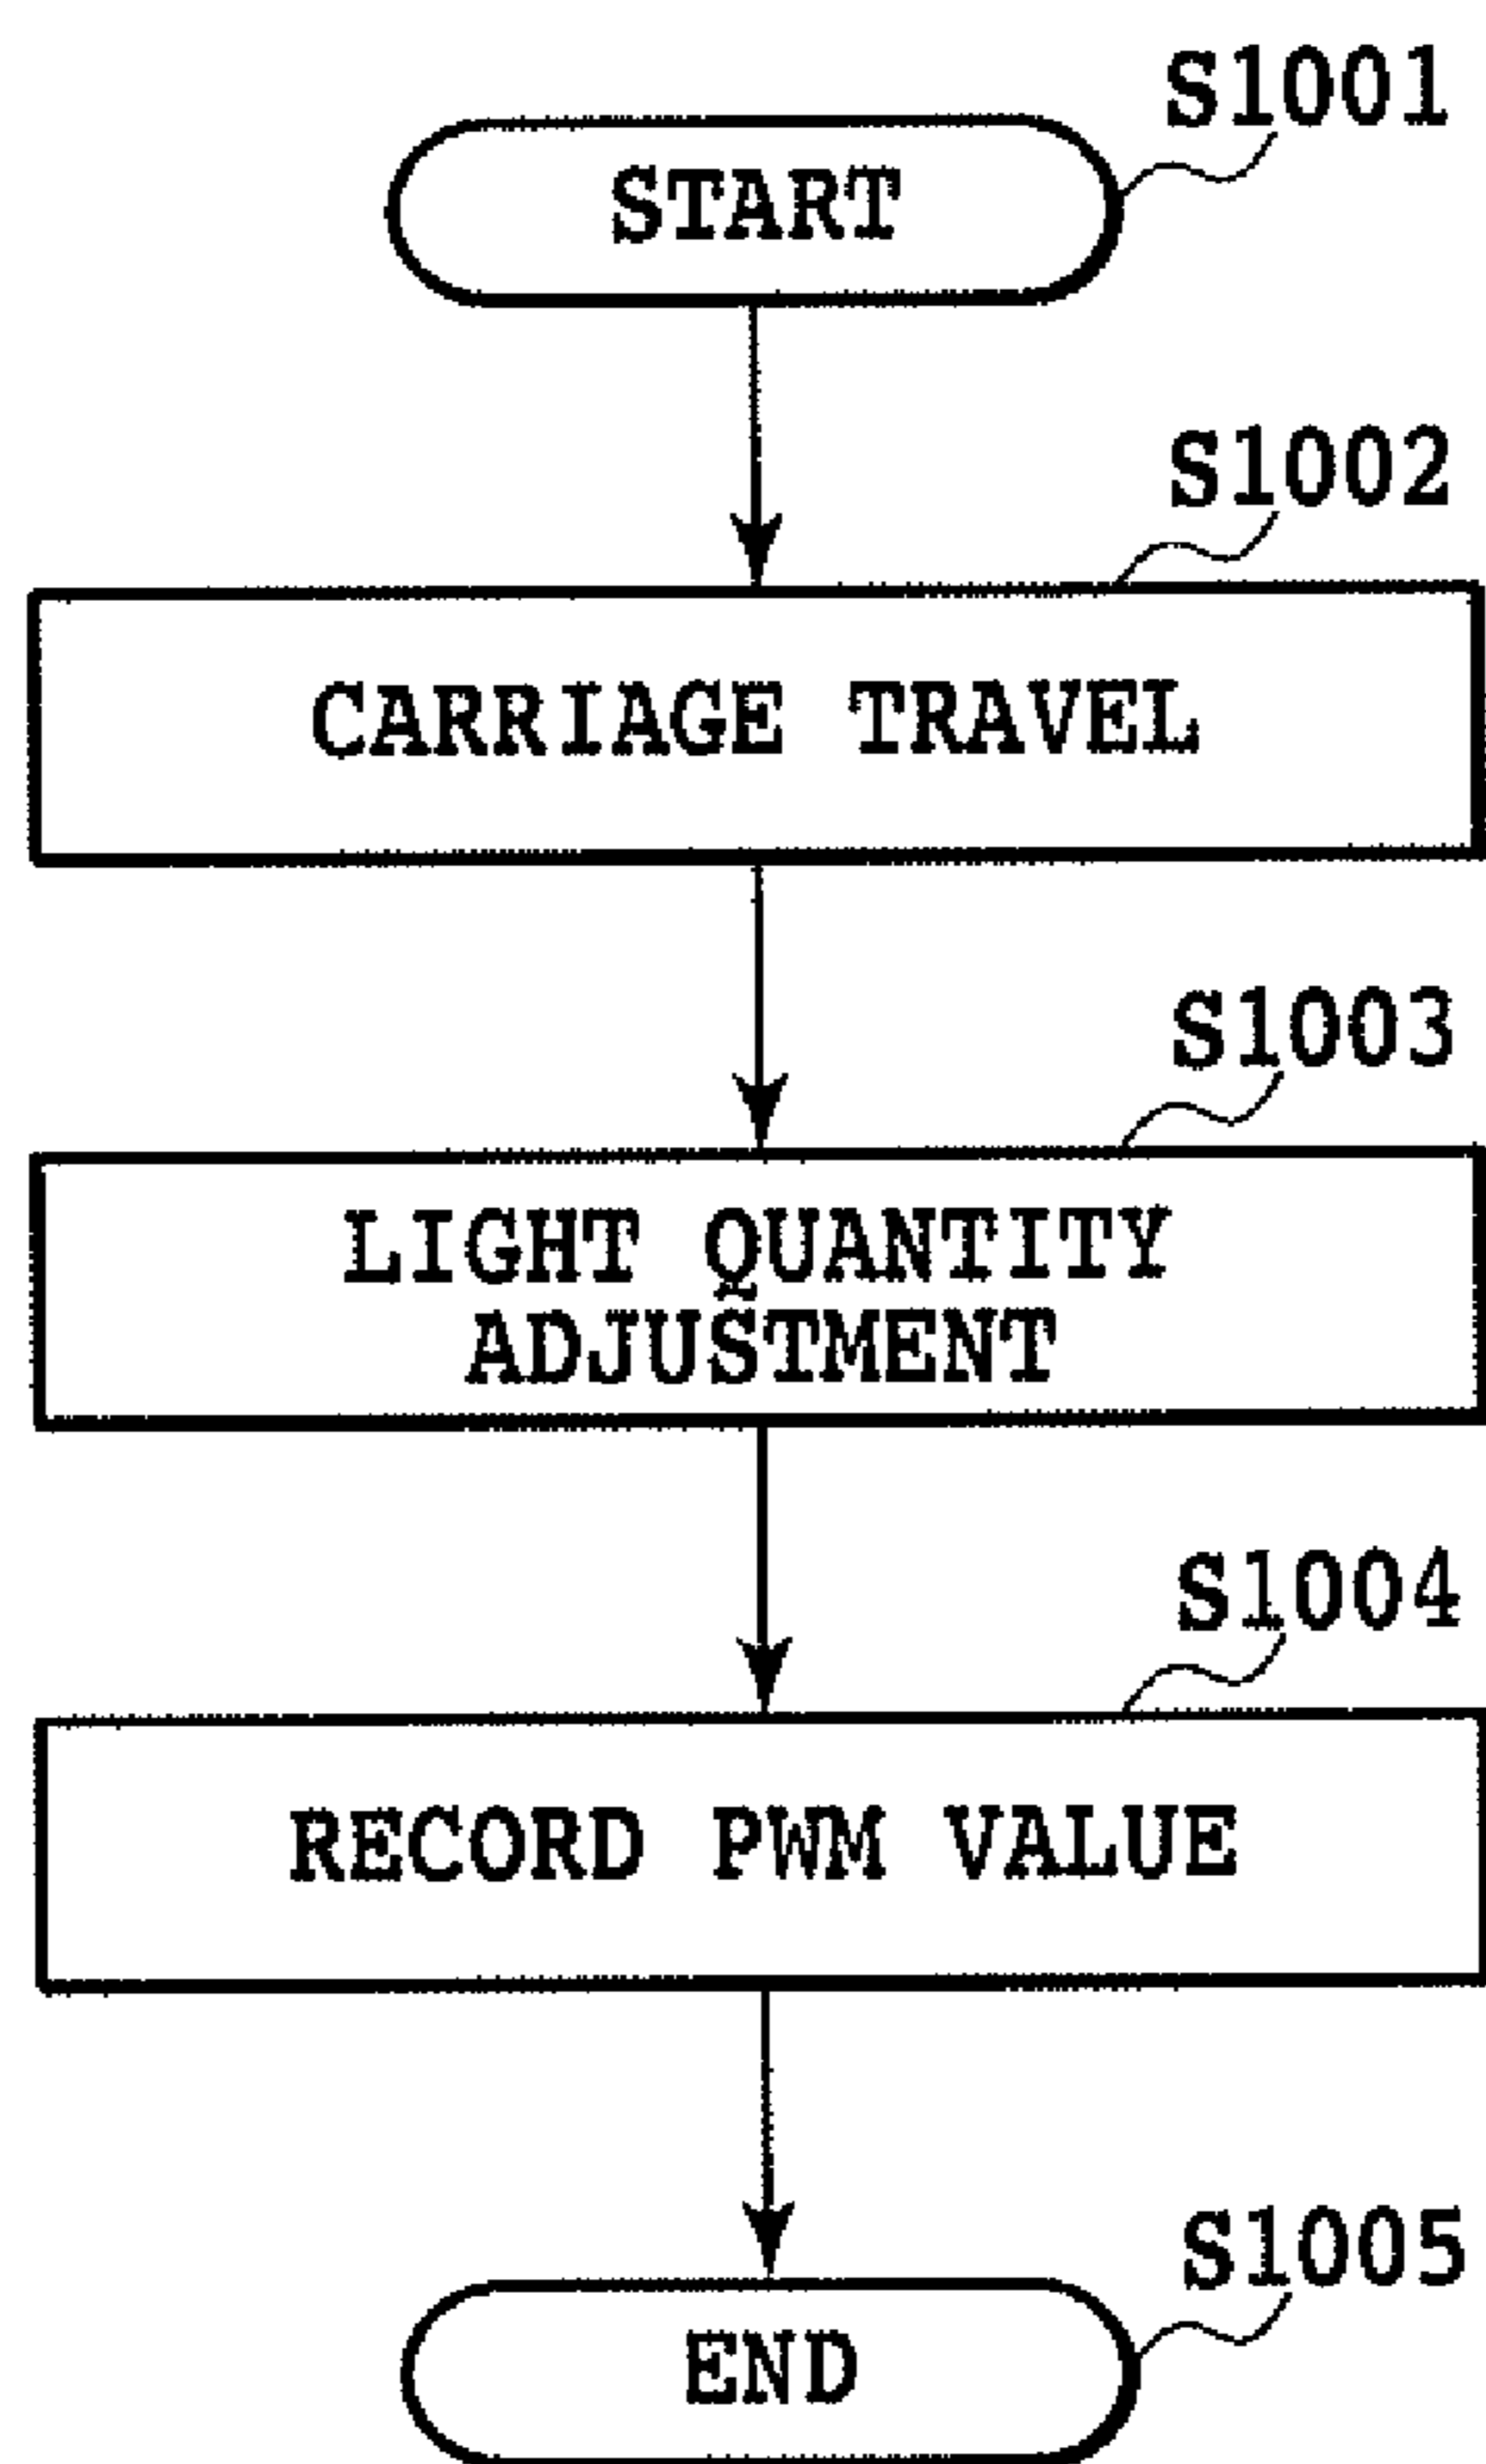 S1001
START
S1002
CARRIAGE TRAVEL
S1003
LIGHT QUANTITY
ADJUSTMENT
S1004
RECORD PWM VALUE
S1005
END